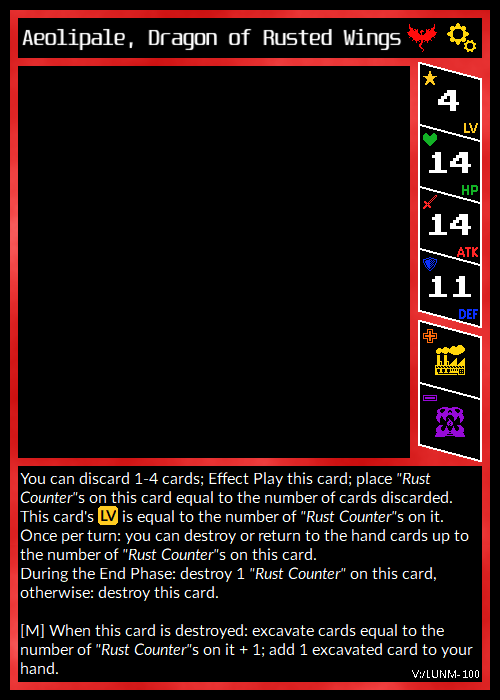 Aeolipale, Dragon of Rusted Wings
4
LV
14
HP
14
ATK
11
DEF
You can discard 1-4 cards; Effect Play this card; place "Rust
Counter"s on this card equal to the number of cards discarded.
This card's LV is equal to the number of "Rust Counter"s on it.
Once per turn: you can destroy or return to the hand cards up to
the number of "Rust Counter"s on this card.
During the End Phase: destroy 1 "Rust Counter" on this card,
otherwise: destroy this card.
[M] When this card is destroyed: excavate cards equal to the
number of "Rust Counter"s on it + 1; add 1 excavated card to your
hand.
V:/LUNM-100